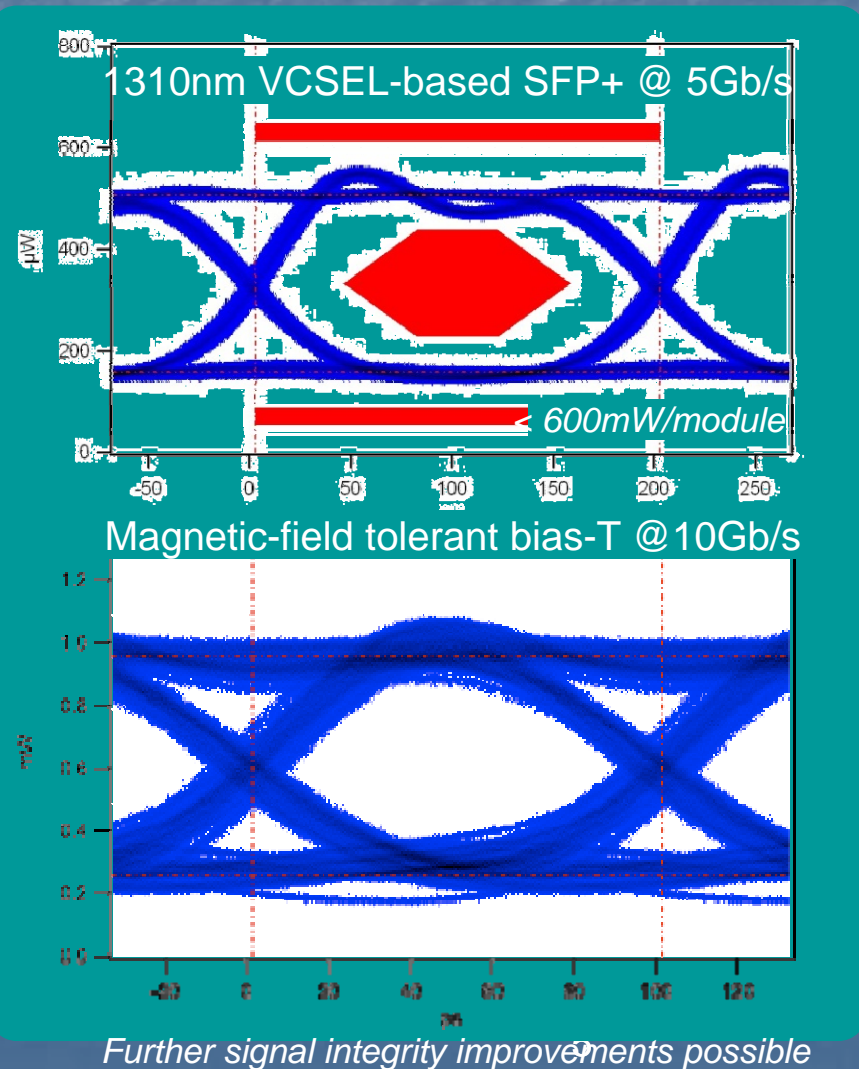 800
1310nm VCSEL-based SFP+ @ 5Gb/s
600
400
µW
200
< 600mW/module
0
-50 0 50 100 150 200 250
Magnetic-field tolerant bias-T @10Gb/s
1.2
1.0
0.8
0.6
0.4
0.2
0.0
-20 0 20 40 60 80 100 120
ps
Further signal integrity improvements possible